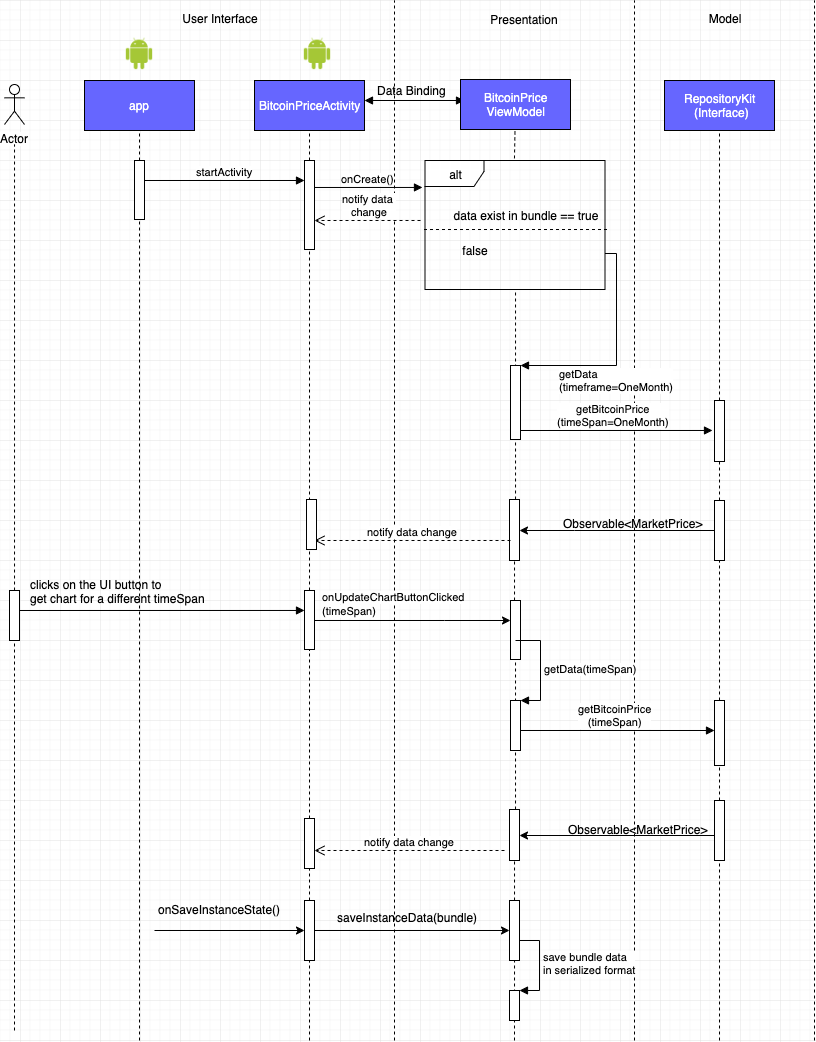 User Interface
Presentation
Model
Actor
app
BitcoinPriceActivity
Data Binding
BitcoinPrice
ViewModel
RepositoryKit
(Interface)
startActivity
onCreate()
alt
notify data
change
data exist in bundle == true
false
getData
(timeframe=OneMonth)
getBitcoinPrice
(timeSpan=OneMonth)
Observable<MarketPrice>
notify data change
clicks on the UI button to
get chart for a different timeSpan
onUpdateChartButtonClicked
(timeSpan)
getData(timeSpan)
getBitcoinPrice
(timeSpan)
Observable<MarketPrice>
notify data change
onSaveInstanceState()
saveInstanceData(bundle)
save bundle data
in serialized format